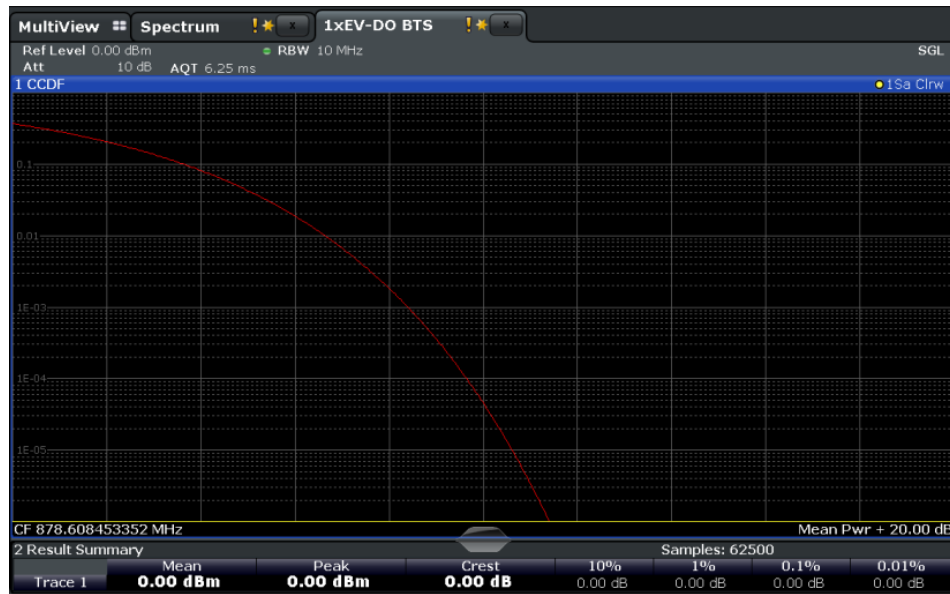 MultiView Spectrum ! x 1xEV-DO BTS ! x
Ref Level 0.00 dBm RBW 10 MHz SGL
Att 10 dB AQT 6.25 ms
1 CCDF 1Sa Clrw
0.1
0.01
1E-03
1E-04
1E-05
CF 878.608453352 MHz Mean Pwr + 20.00 dB
2 Result Summary Samples: 62500
Mean Peak Crest 10% 1% 0.1% 0.01%
Trace 1 0.00 dBm 0.00 dBm 0.00 dB 0.00 dB 0.00 dB 0.00 dB 0.00 dB